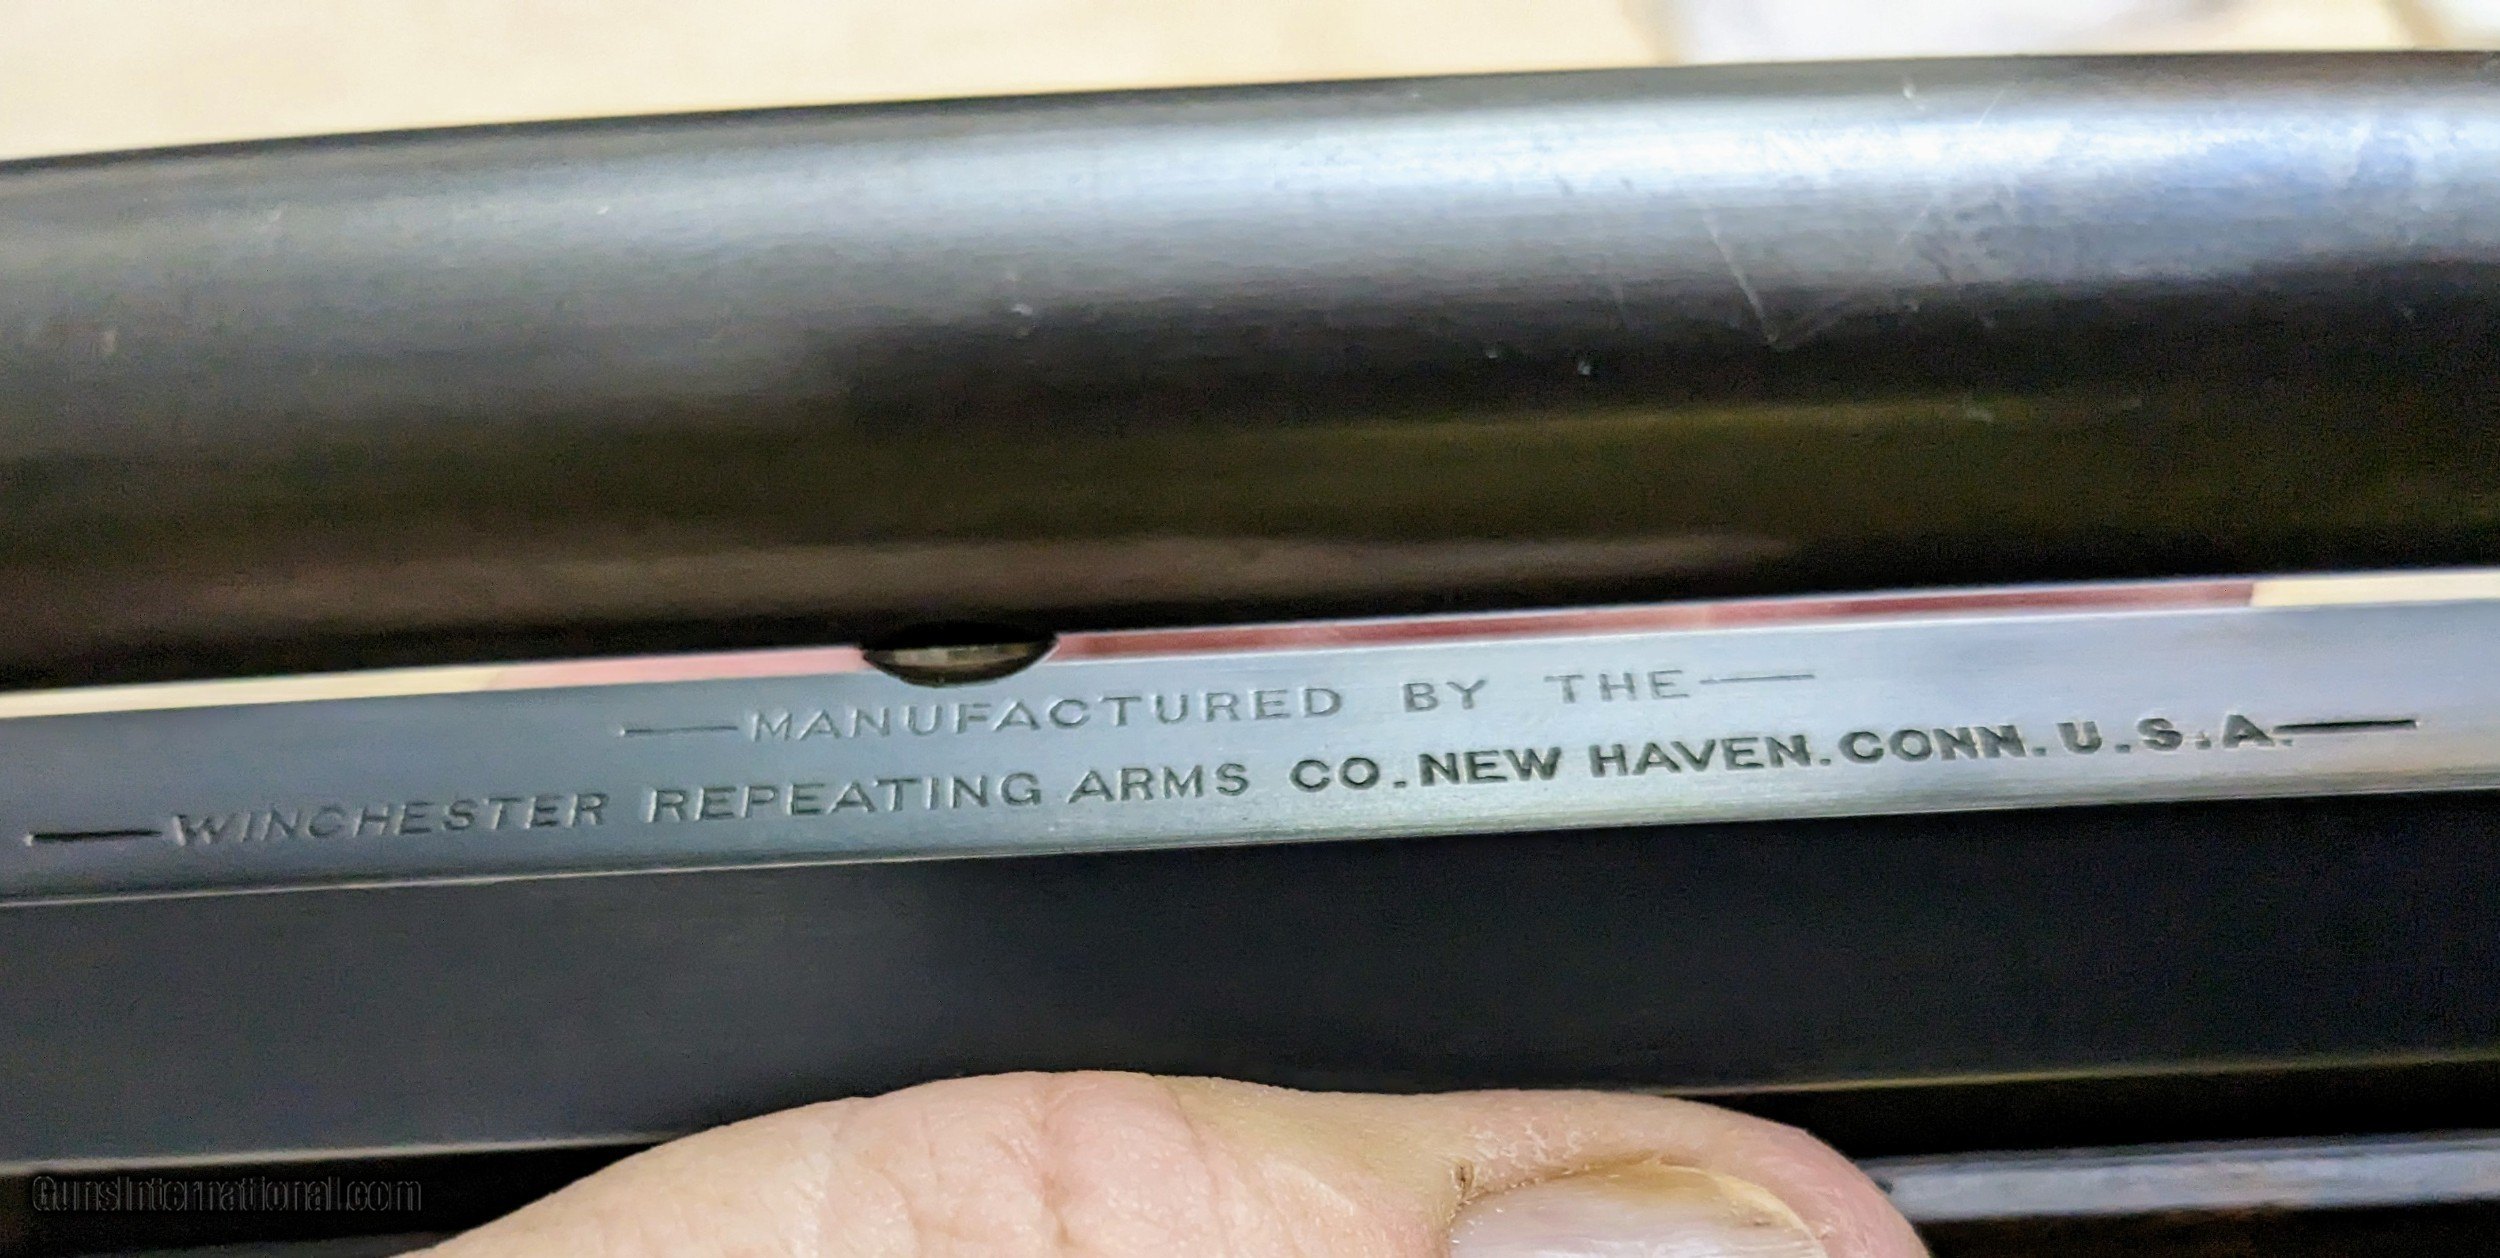 —MANUFACTURED BY THE—
—WINCHESTER REPEATING ARMS CO.NEW HAVEN.CONN.U.S.A.—
GunsInternational.com